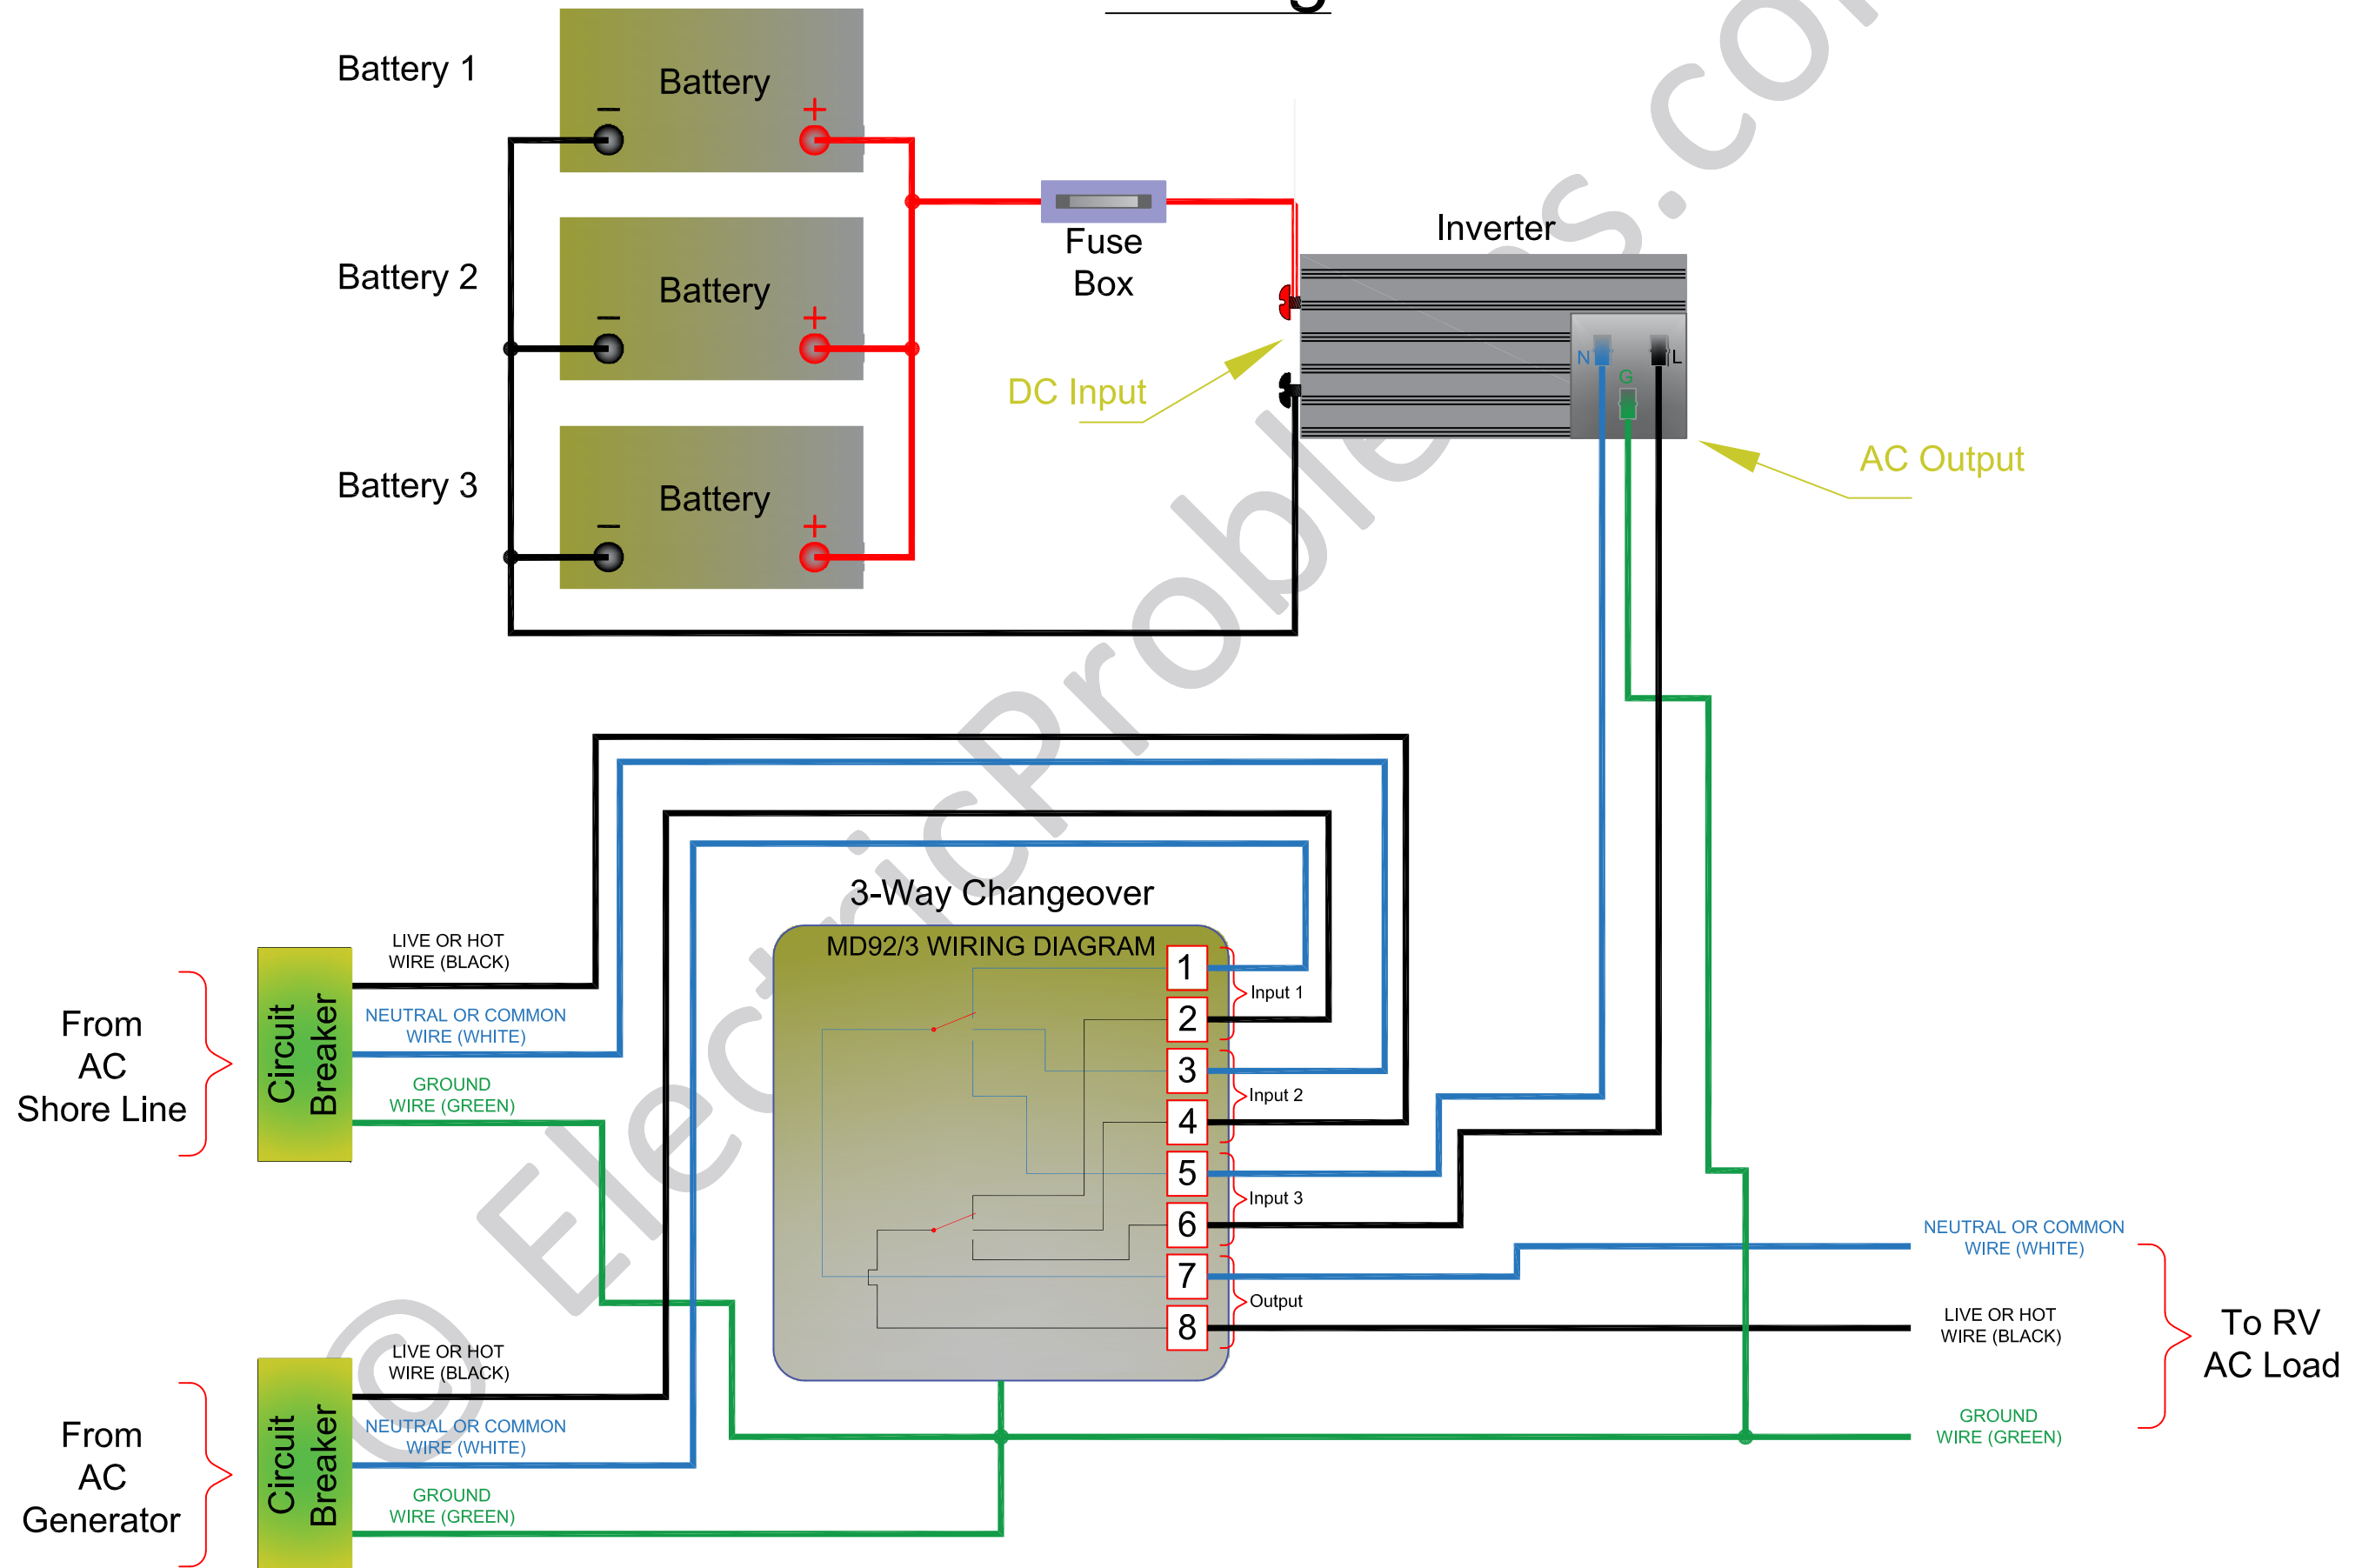 Battery 1
Battery
−
+
Battery 2
Battery
−
+
Battery 3
Battery
−
+
Fuse
Box
Inverter
DC Input
N
L
G
AC Output
3-Way Changeover
MD92/3 WIRING DIAGRAM
1
2
3
4
5
6
7
8
Input 1
Input 2
Input 3
Output
From
AC
Shore Line
Circuit
Breaker
LIVE OR HOT
WIRE (BLACK)
NEUTRAL OR COMMON
WIRE (WHITE)
GROUND
WIRE (GREEN)
From
AC
Generator
Circuit
Breaker
LIVE OR HOT
WIRE (BLACK)
NEUTRAL OR COMMON
WIRE (WHITE)
GROUND
WIRE (GREEN)
NEUTRAL OR COMMON
WIRE (WHITE)
LIVE OR HOT
WIRE (BLACK)
GROUND
WIRE (GREEN)
To RV
AC Load